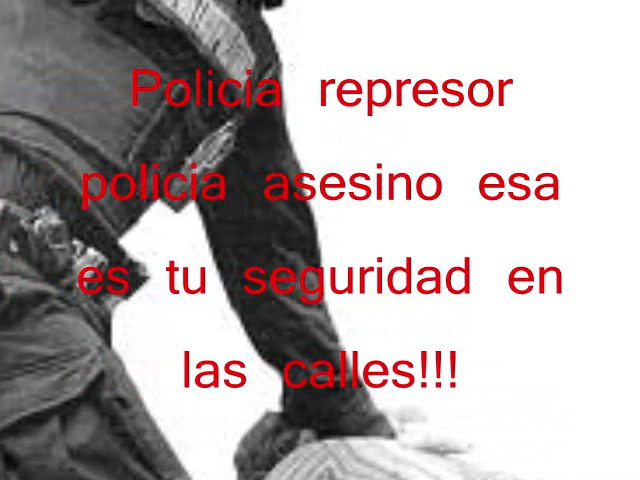 Policia represor
policia asesino esa
es tu seguridad en
las calles!!!